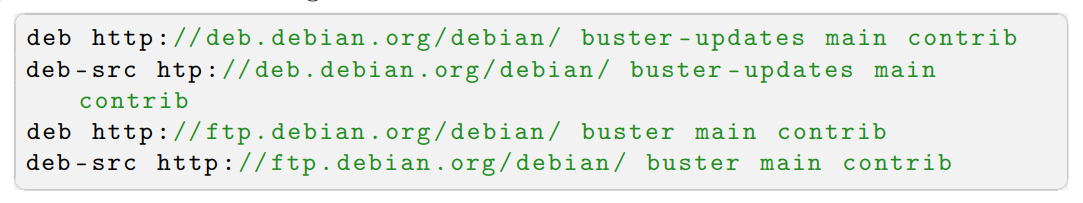 deb http://deb.debian.org/debian/ buster-updates main contrib
deb-src htp://deb.debian.org/debian/ buster-updates main
contrib
deb http://ftp.debian.org/debian/ buster main contrib
deb-src http://ftp.debian.org/debian/ buster main contrib